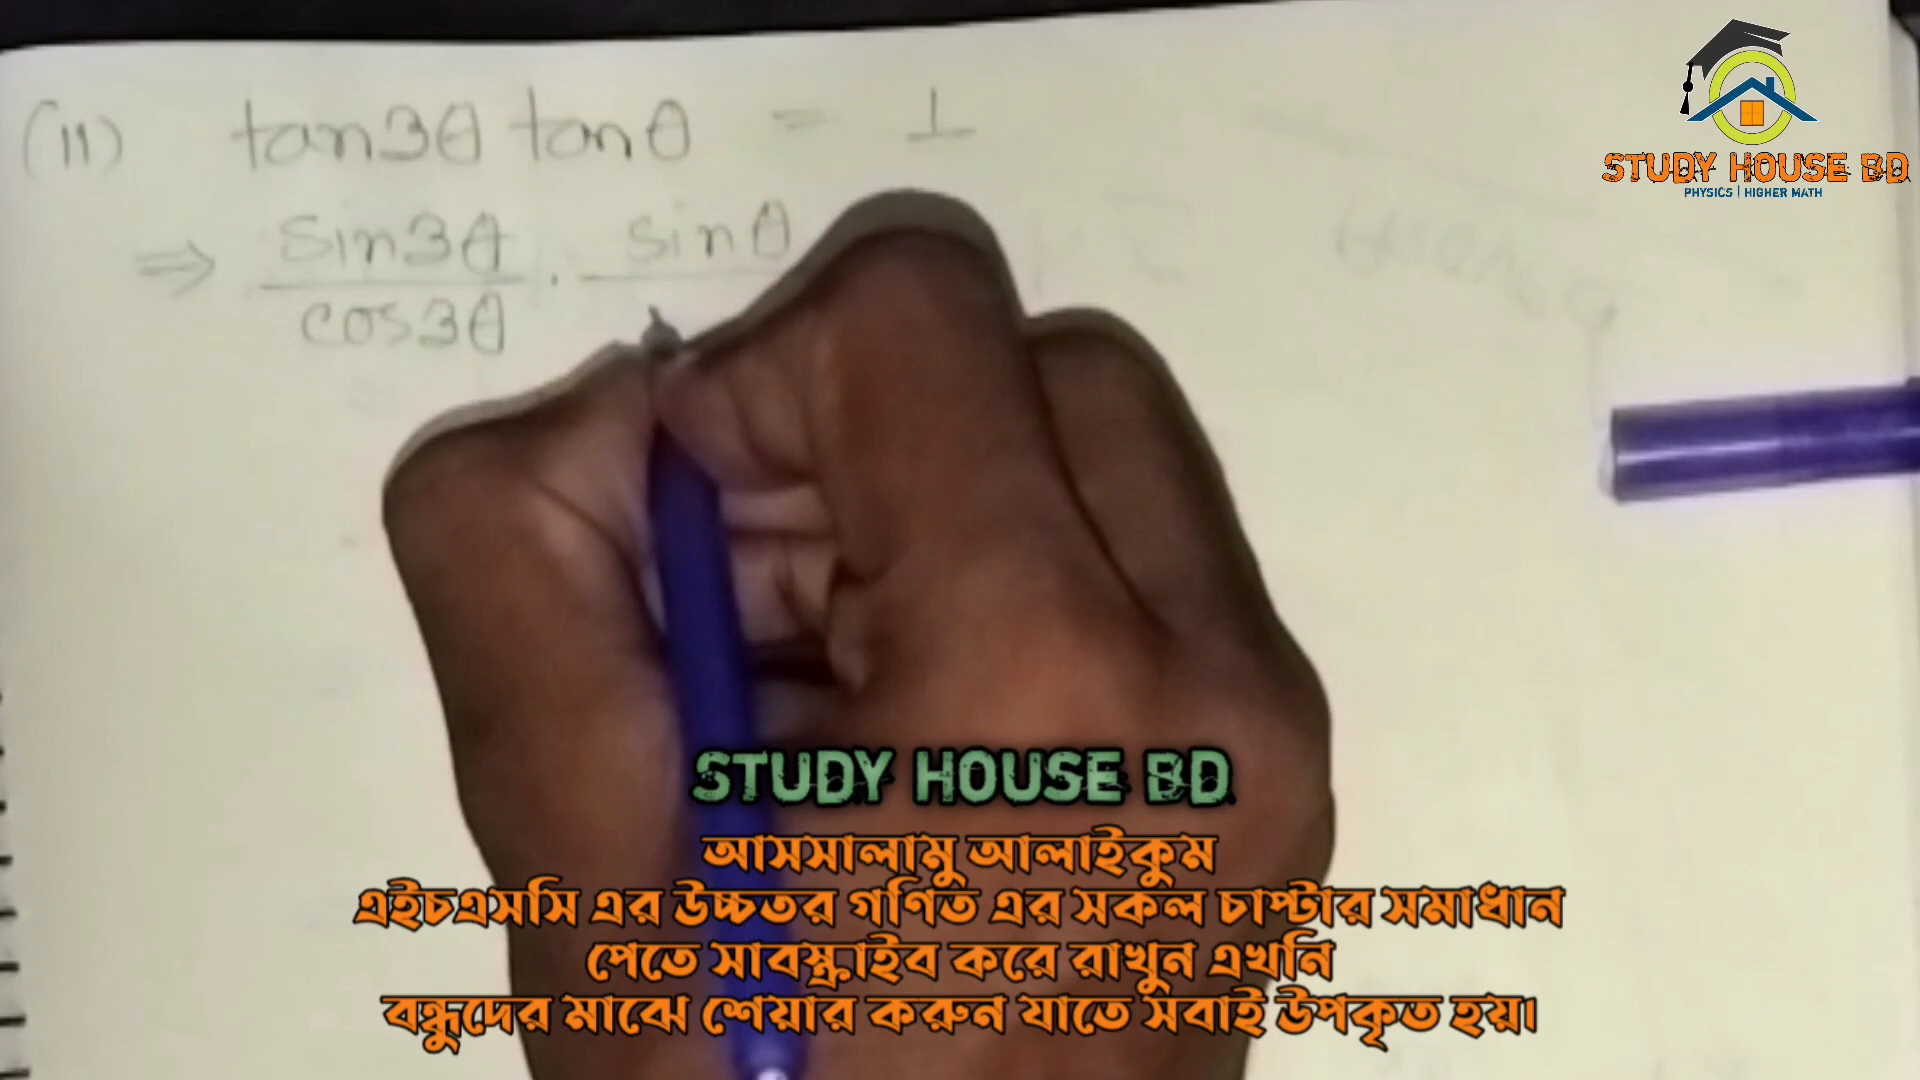 (ii) tan3θ tanθ = 1
⇒ sin3θ/cos3θ · sinθ
STUDY HOUSE BD
PHYSICS | HIGHER MATH
STUDY HOUSE BD
আসসালামু আলাইকুম
এইচএসসি এর উচ্চতর গণিত এর সকল চাপ্টার সমাধান
পেতে সাবস্ক্রাইব করে রাখুন এখনি
বন্ধুদের মাঝে শেয়ার করুন যাতে সবাই উপকৃত হয়।